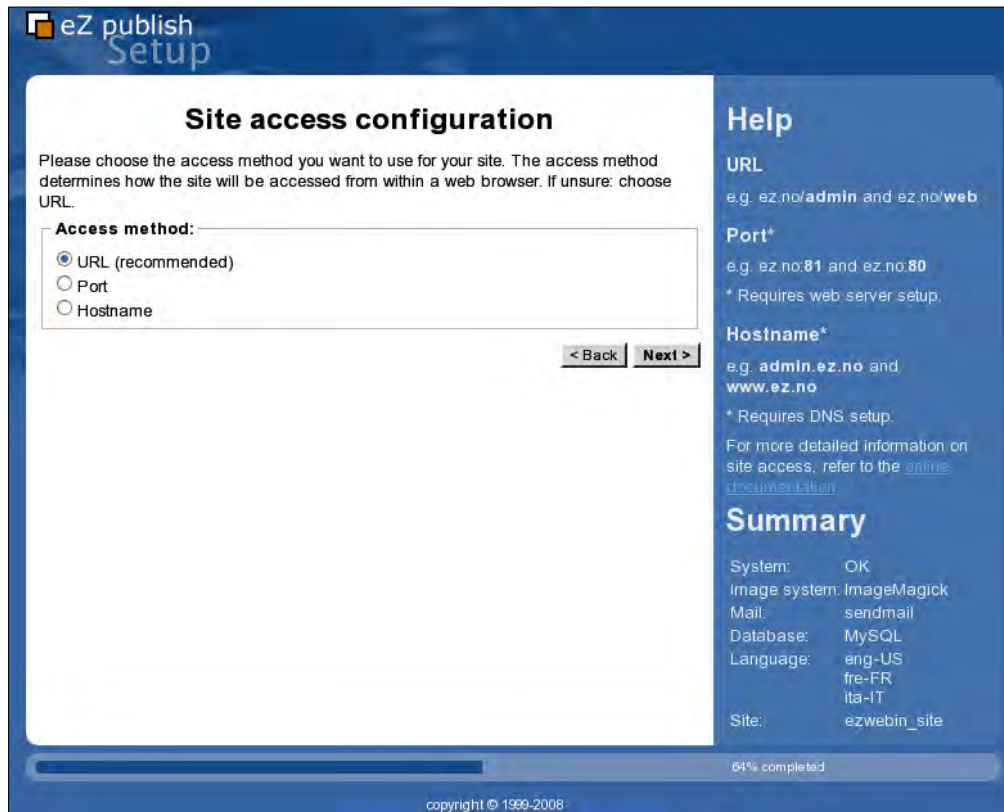 eZ publish
Setup
Site access configuration
Please choose the access method you want to use for your site. The access method
determines how the site will be accessed from within a web browser. If unsure: choose
URL.
Access method:
URL (recommended)
Port
Hostname
< Back
Next >
Help
URL
e.g. ez.no/admin and ez.no/web
Port*
e.g. ez.no:81 and ez.no:80
* Requires web server setup.
Hostname*
e.g. admin.ez.no and
www.ez.no
* Requires DNS setup.
For more detailed information on
site access, refer to the online
documentation
Summary
System: OK
Image system: ImageMagick
Mail: sendmail
Database: MySQL
Language: eng-US
fre-FR
ita-IT
Site: ezwebin_site
64% completed
copyright © 1999-2008